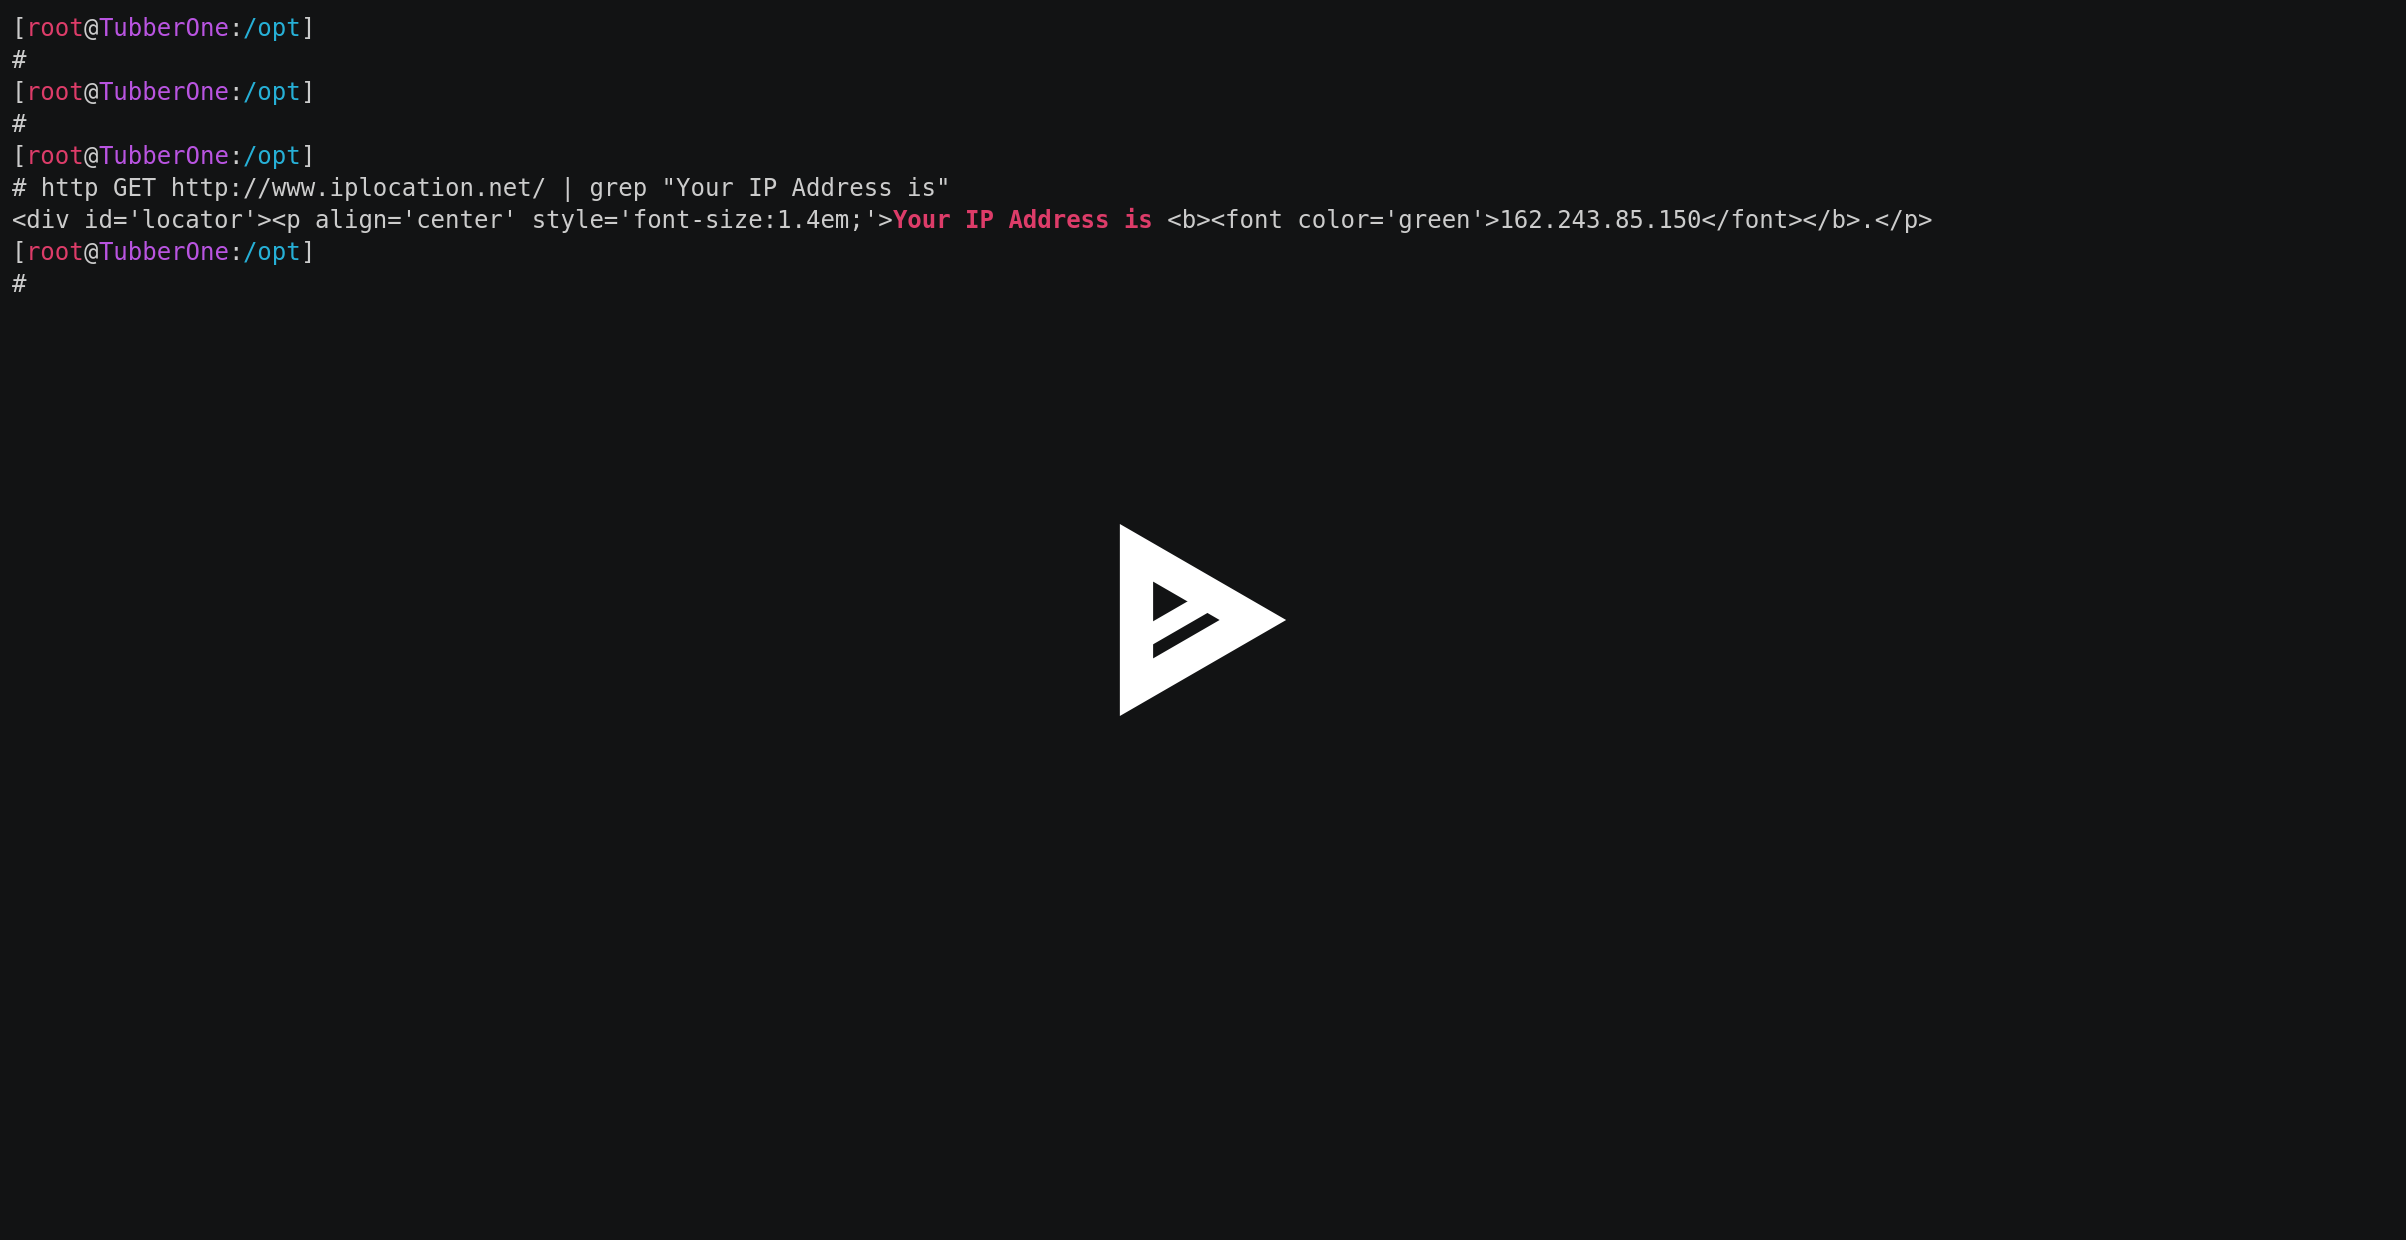 [root@TubberOne:/opt]
#
[root@TubberOne:/opt]
#
[root@TubberOne:/opt]
# http GET http://www.iplocation.net/ | grep "Your IP Address is"
<div id='locator'><p align='center' style='font-size:1.4em;'>Your IP Address is <b><font color='green'>162.243.85.150</font></b>.</p>
[root@TubberOne:/opt]
#